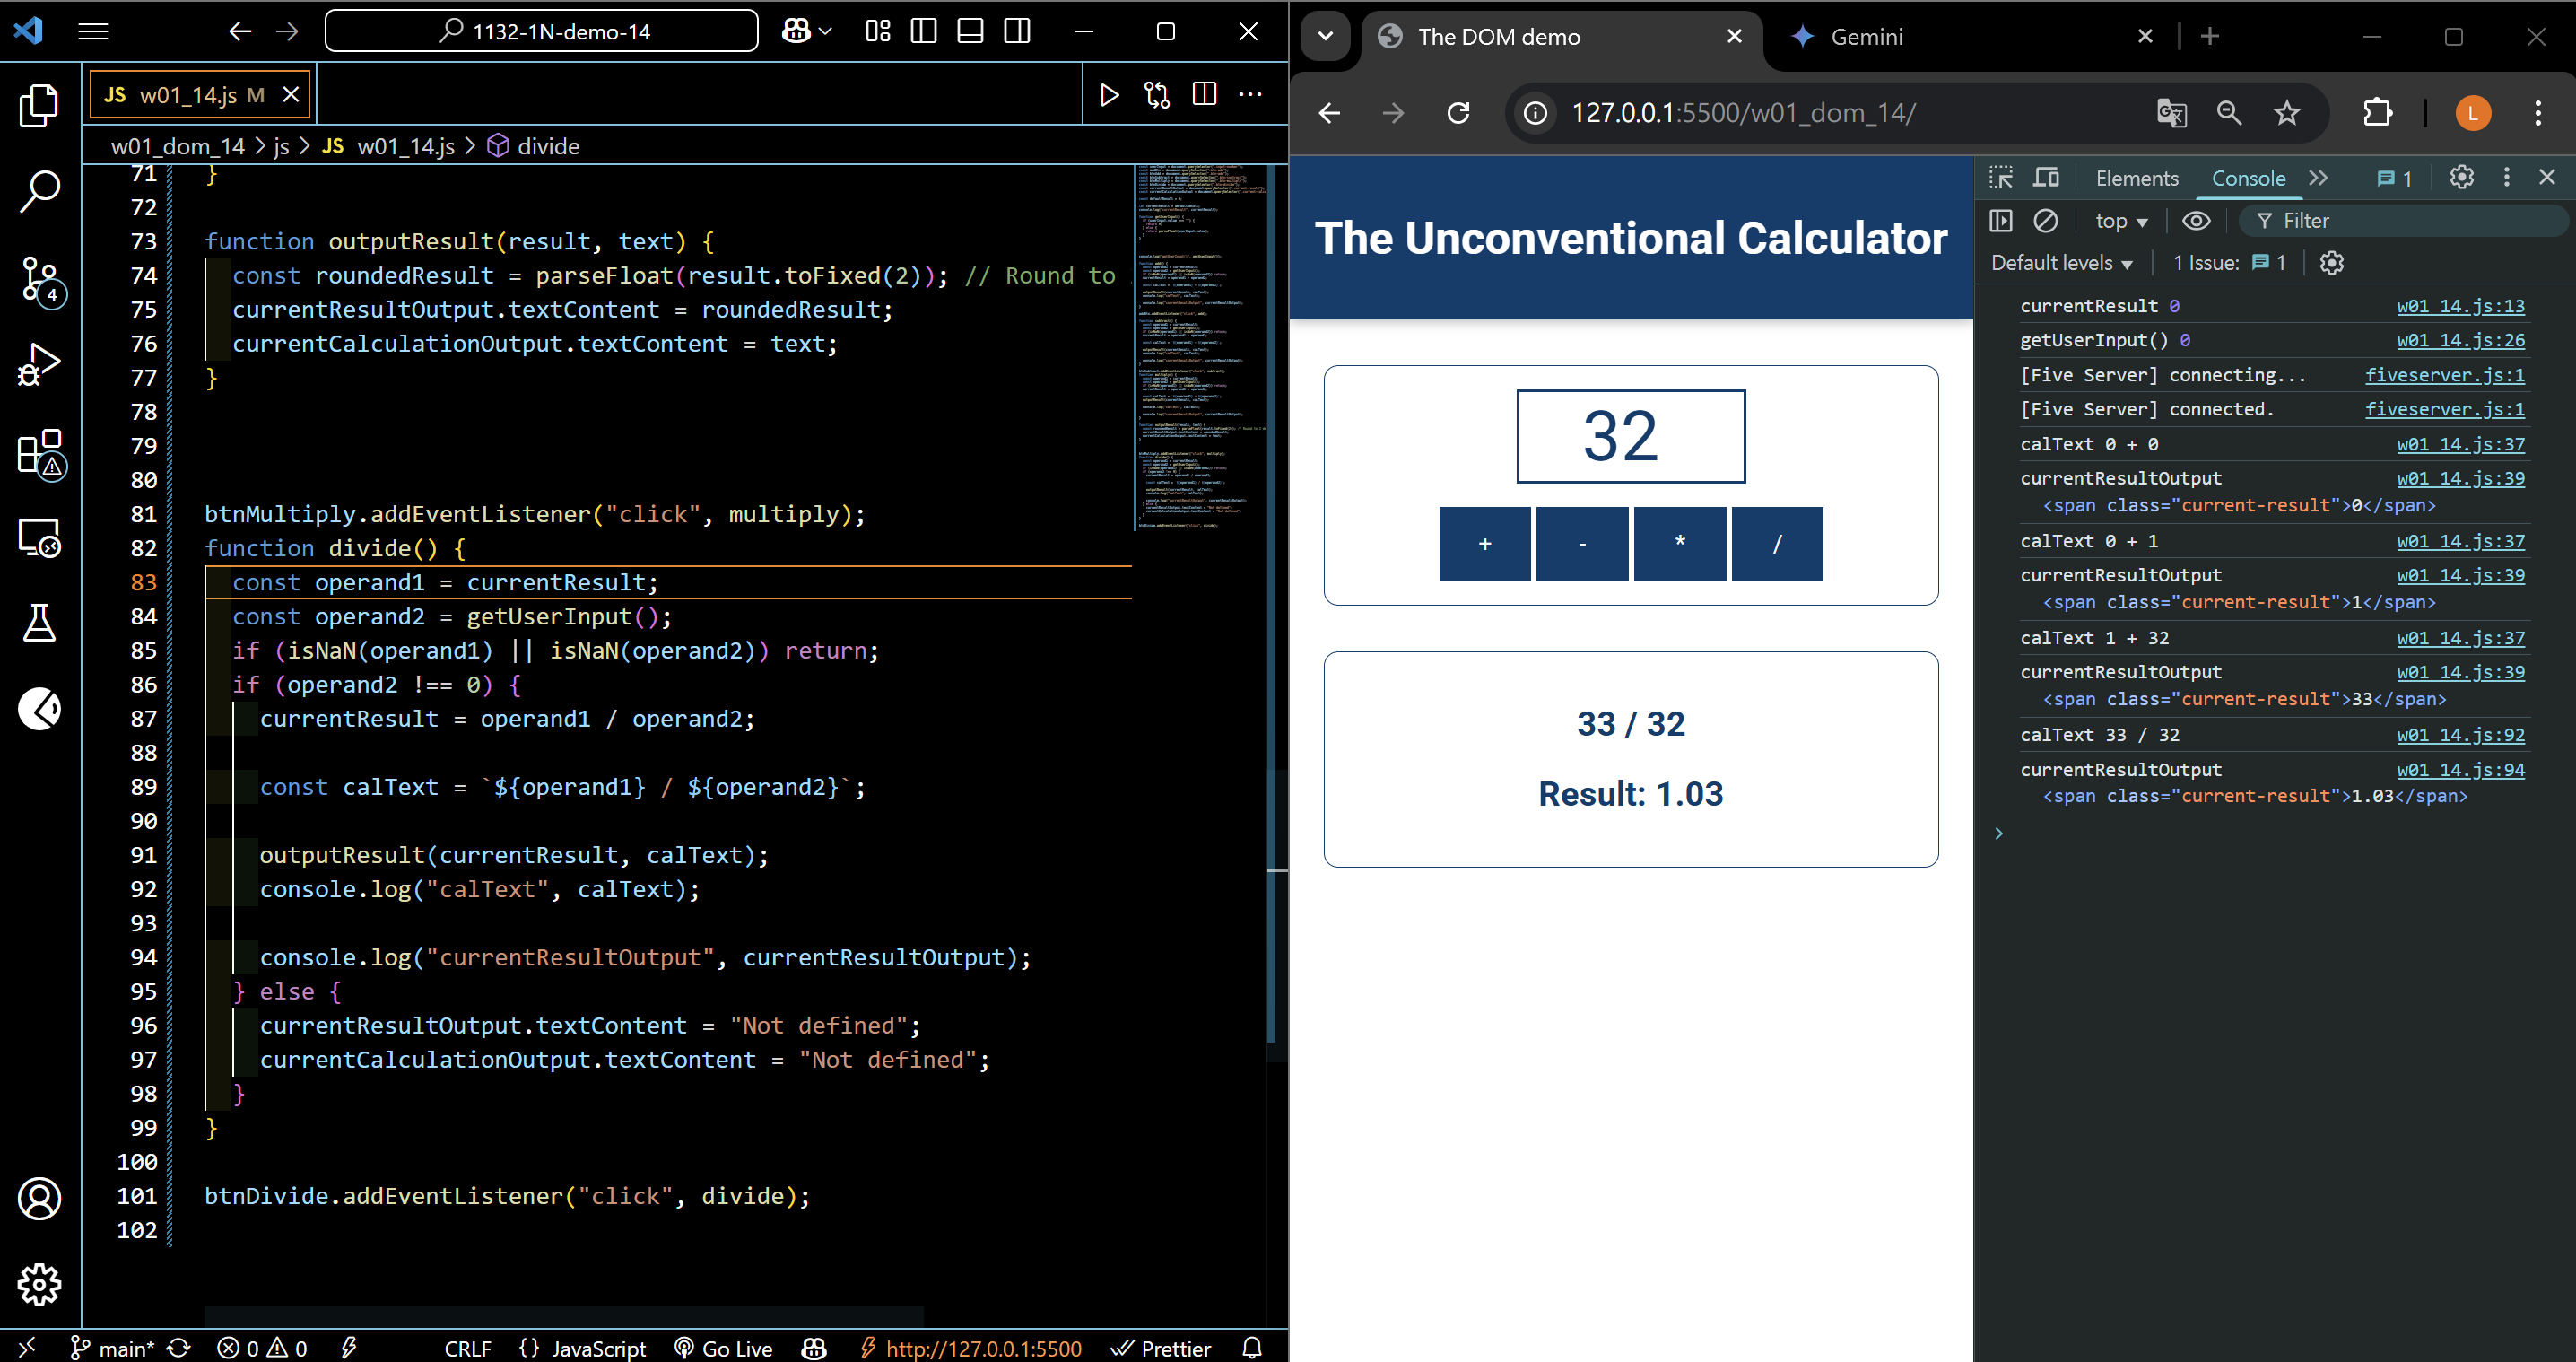 1132-1N-demo-14
JS w01_14.js M
w01_dom_14 > js > JS w01_14.js > divide
71 }
72
73 function outputResult(result, text) {
74 const roundedResult = parseFloat(result.toFixed(2)); // Round to
75 currentResultOutput.textContent = roundedResult;
76 currentCalculationOutput.textContent = text;
77 }
78
79
80
81 btnMultiply.addEventListener("click", multiply);
82 function divide() {
83 const operand1 = currentResult;
84 const operand2 = getUserInput();
85 if (isNaN(operand1) || isNaN(operand2)) return;
86 if (operand2 !== 0) {
87 currentResult = operand1 / operand2;
88
89 const calText = `${operand1} / ${operand2}`;
90
91 outputResult(currentResult, calText);
92 console.log("calText", calText);
93
94 console.log("currentResultOutput", currentResultOutput);
95 } else {
96 currentResultOutput.textContent = "Not defined";
97 currentCalculationOutput.textContent = "Not defined";
98 }
99 }
100
101 btnDivide.addEventListener("click", divide);
102
4
main* 0 0 CRLF {} JavaScript Go Live http://127.0.0.1:5500 Prettier
The DOM demo
Gemini
127.0.0.1:5500/w01_dom_14/
L
The Unconventional Calculator
32
+ - * /
33 / 32
Result: 1.03
Elements Console 1
top Filter
Default levels 1 Issue: 1
currentResult 0 w01_14.js:13
getUserInput() 0 w01_14.js:26
[Five Server] connecting... fiveserver.js:1
[Five Server] connected. fiveserver.js:1
calText 0 + 0 w01_14.js:37
currentResultOutput w01_14.js:39
<span class="current-result">0</span>
calText 0 + 1 w01_14.js:37
currentResultOutput w01_14.js:39
<span class="current-result">1</span>
calText 1 + 32 w01_14.js:37
currentResultOutput w01_14.js:39
<span class="current-result">33</span>
calText 33 / 32 w01_14.js:92
currentResultOutput w01_14.js:94
<span class="current-result">1.03</span>